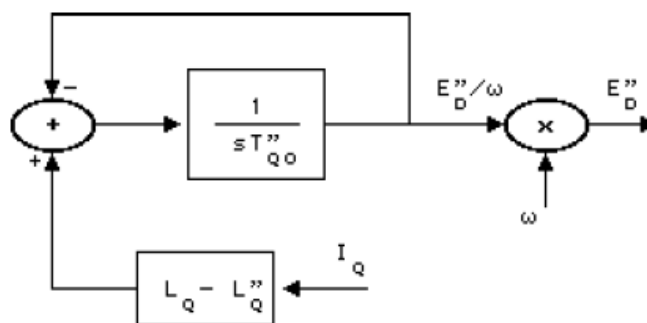 −
E"D/ω
E"D
+
1
sT"QO
×
+
ω
IQ
LQ − L"Q